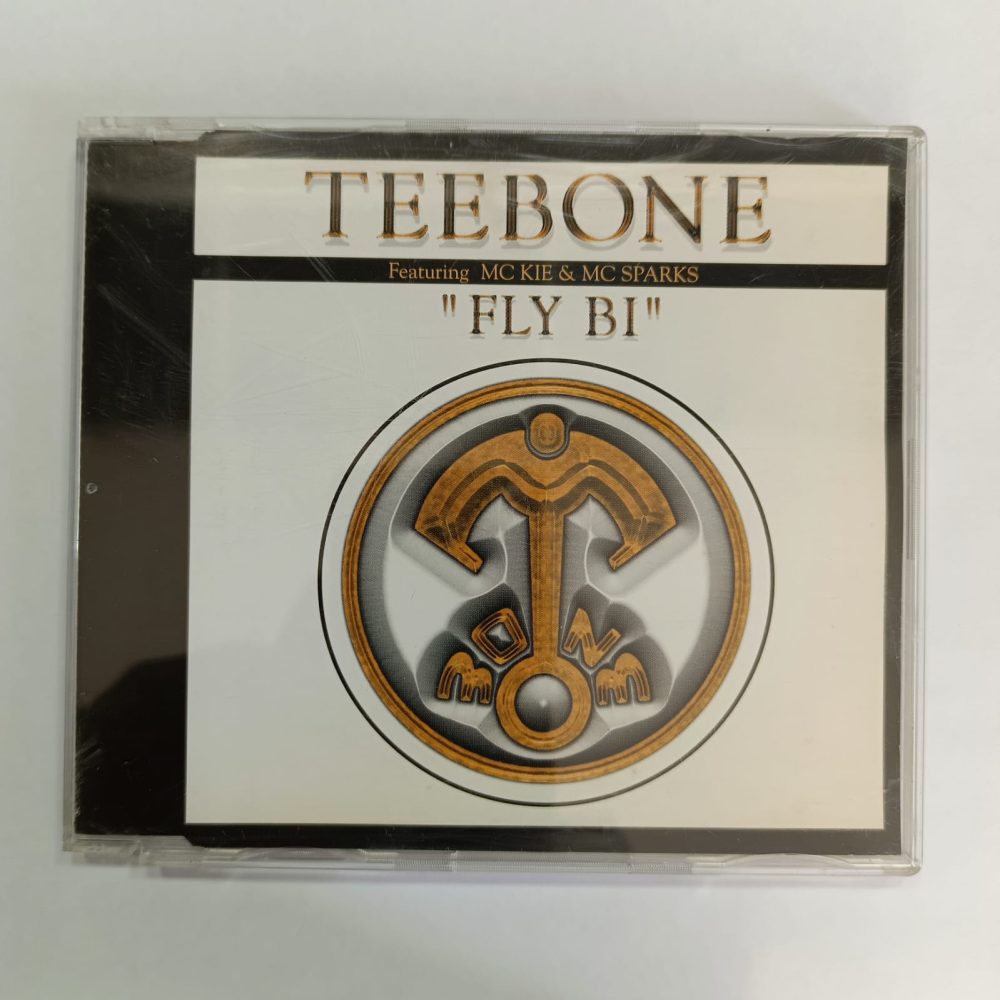 TEEBONE
Featuring MC KIE & MC SPARKS
"FLY BI"